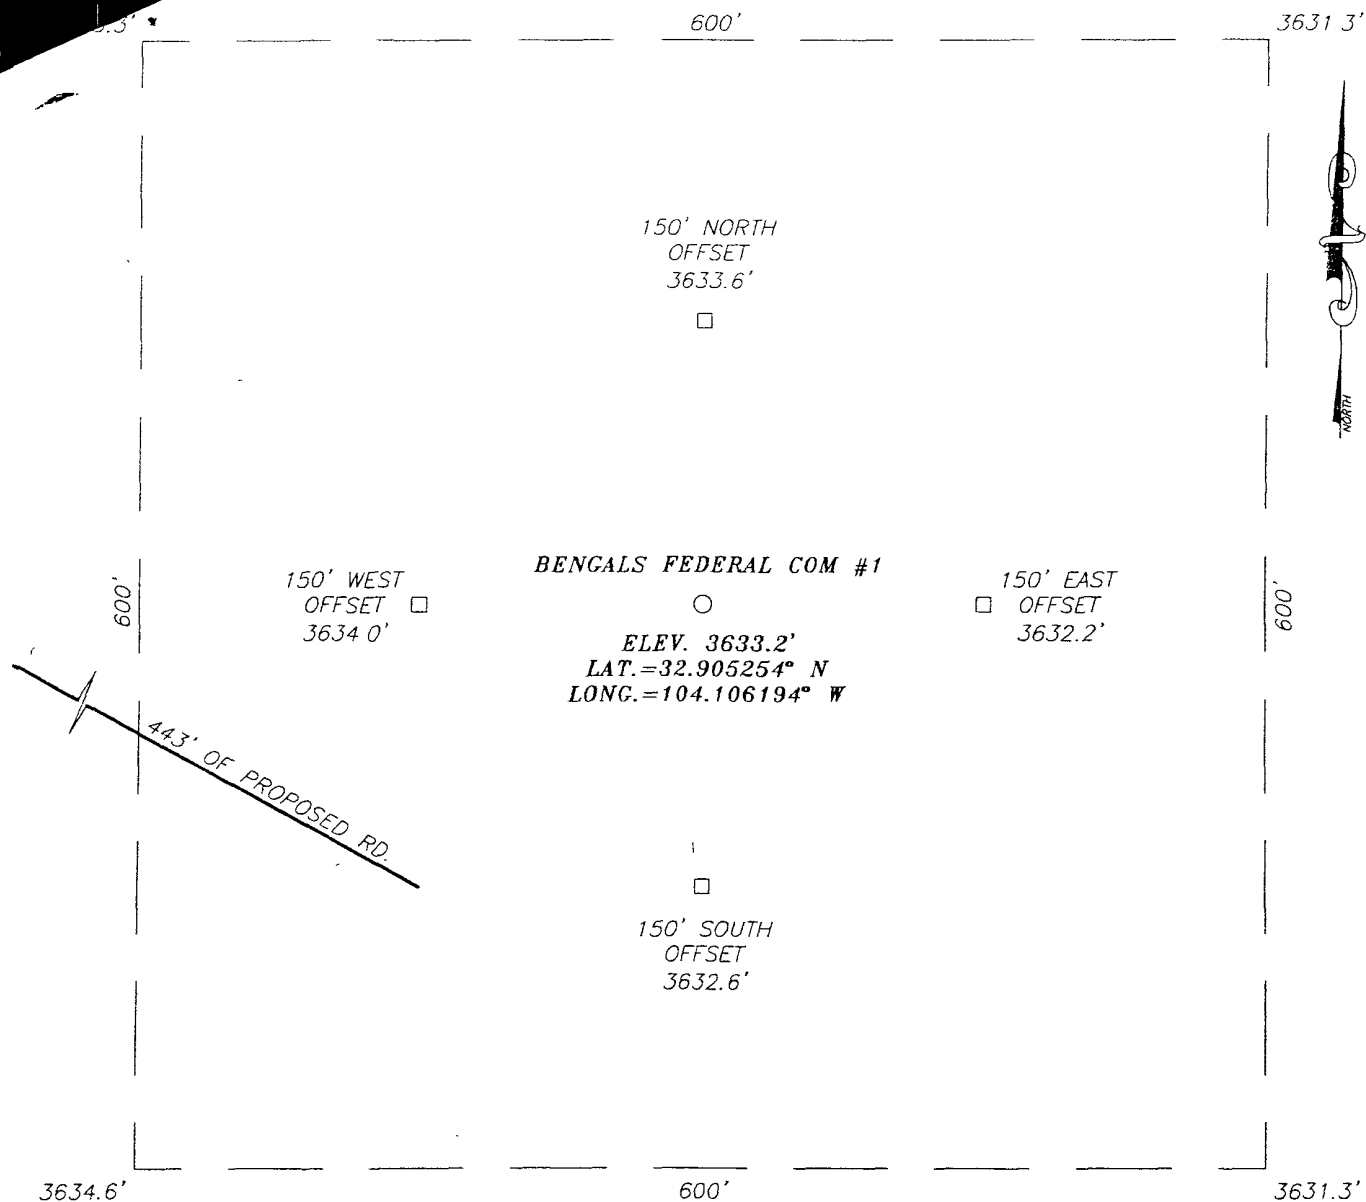 600'
3631 3'
150' NORTH
OFFSET
3633.6'
NORTH
BENGALS FEDERAL COM #1
600'
150' WEST
OFFSET
3634 0'
150' EAST
OFFSET
3632.2'
600'
ELEV. 3633.2'
LAT.=32.905254° N
LONG.=104.106194° W
443' OF PROPOSED RD.
150' SOUTH
OFFSET
3632.6'
3634.6'
600'
3631.3'